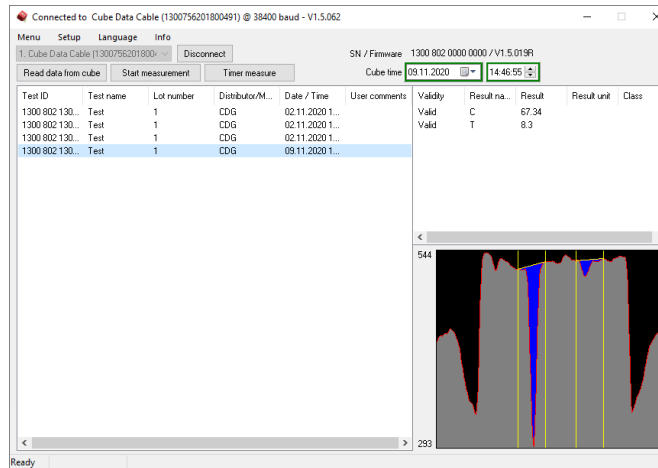 Connected to Cube Data Cable (1300756201800491) @ 38400 baud - V1.5.062
Menu Setup Language Info
1. Cube Data Cable (13007562018004 Disconnect SN / Firmware 1300 802 0000 0000 / V1.5.019R
Read data from cube Start measurement Timer measure Cube time 09.11.2020 14:46:55
Test ID Test name Lot number Distributor/M... Date / Time User comments Validity Result na... Result Result unit Class
1300 802 130... Test 1 CDG 02.11.2020 1... Valid C 67.34
1300 802 130... Test 1 CDG 02.11.2020 1... Valid T 8.3
1300 802 130... Test 1 CDG 02.11.2020 1...
1300 802 130... Test 1 CDG 09.11.2020 1...
544
293
Ready